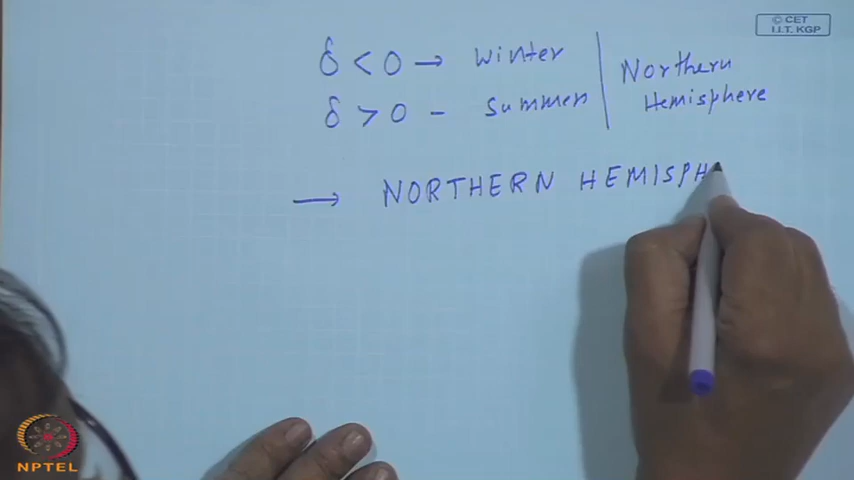 © CET
I.I.T. KGP
δ < 0 → winter
δ > 0 - summer
Northern
Hemisphere
→ NORTHERN HEMISPH
NPTEL